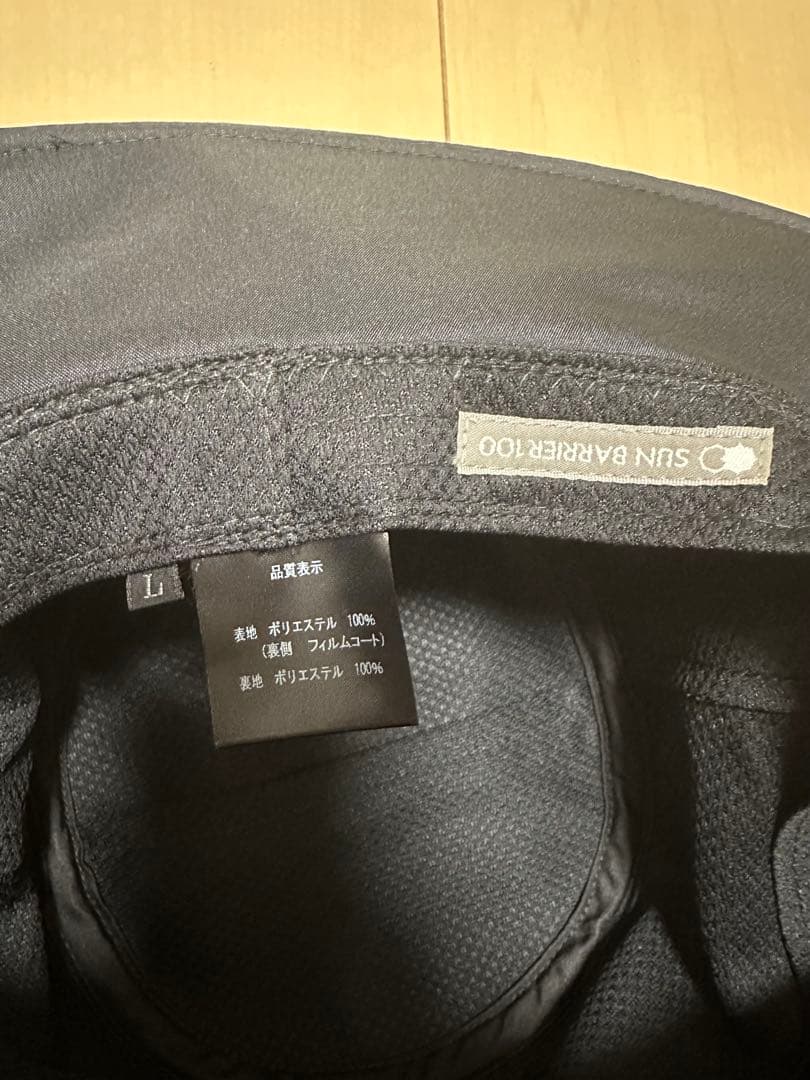 SUN BARRIER100
L
品質表示
表地 ポリエステル 100%
(裏側 フィルムコート)
裏地 ポリエステル 100%